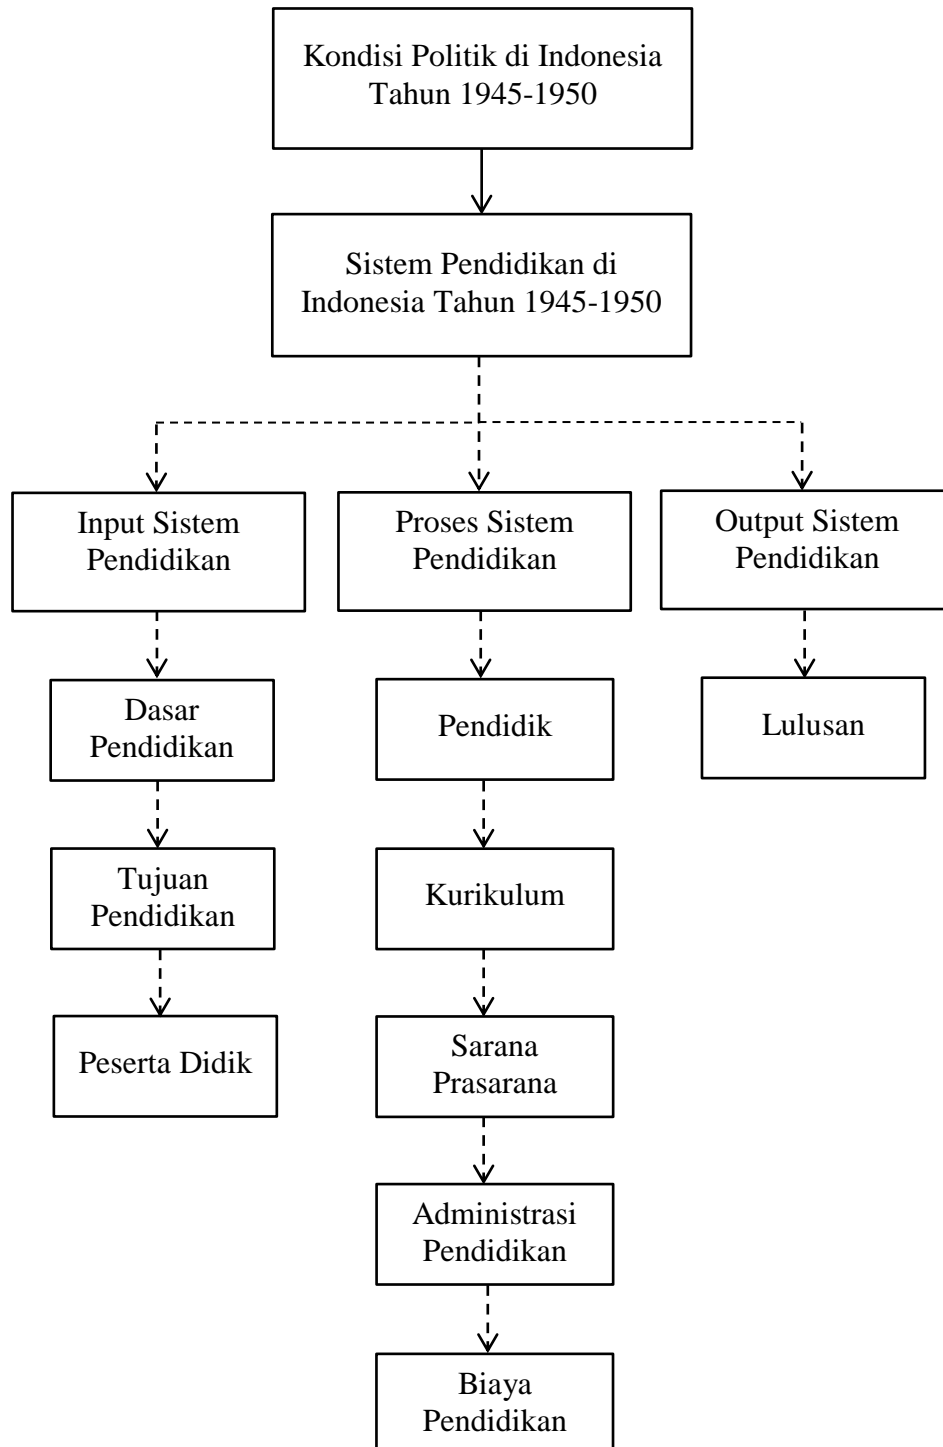 Kondisi Politik di Indonesia
Tahun 1945-1950
Sistem Pendidikan di
Indonesia Tahun 1945-1950
Input Sistem
Pendidikan
Proses Sistem
Pendidikan
Output Sistem
Pendidikan
Dasar
Pendidikan
Pendidik
Lulusan
Tujuan
Pendidikan
Kurikulum
Peserta Didik
Sarana
Prasarana
Administrasi
Pendidikan
Biaya
Pendidikan